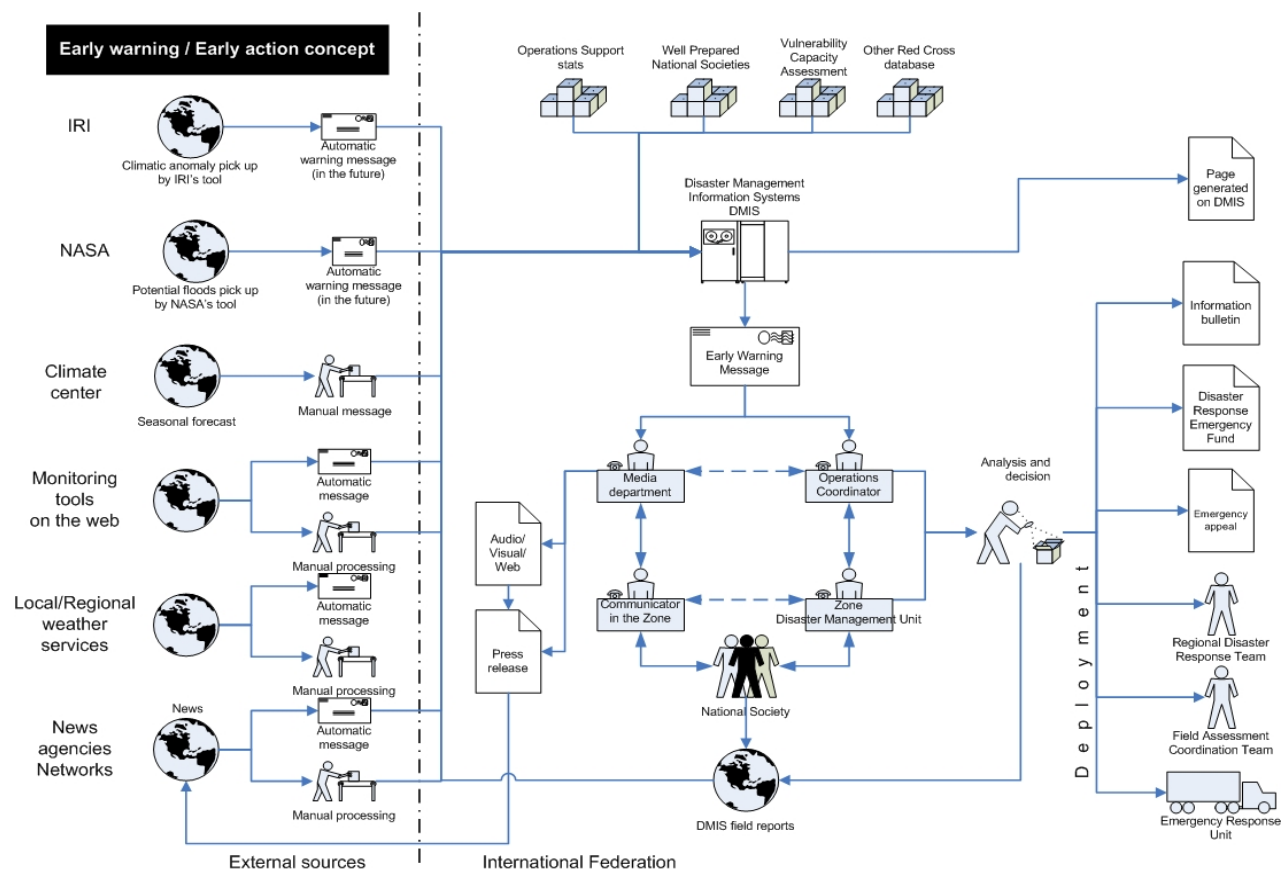 Early warning / Early action concept
IRI
Climatic anomaly pick up
by IRI's tool
Automatic
warning message
(in the future)
NASA
Potential floods pick up
by NASA's tool
Automatic
warning message
(in the future)
Climate
center
Seasonal forecast
Manual message
Monitoring
tools
on the web
Automatic
message
Manual processing
Local/Regional
weather
services
Automatic
message
Manual processing
News
agencies
Networks
News
Automatic
message
Manual processing
External sources
Operations Support
stats
Well Prepared
National Societies
Vulnerability
Capacity
Assessment
Other Red Cross
database
Disaster Management
Information Systems
DMIS
Early Warning
Message
Media
department
Operations
Coordinator
Audio/
Visual/
Web
Communicator
in the Zone
Zone
Disaster Management Unit
Press
release
National Society
DMIS field reports
International Federation
Analysis and
decision
Deployment
Page
generated
on DMIS
Information
bulletin
Disaster
Response
Emergency
Fund
Emergency
appeal
Regional Disaster
Response Team
Field Assessment
Coordination Team
Emergency Response
Unit